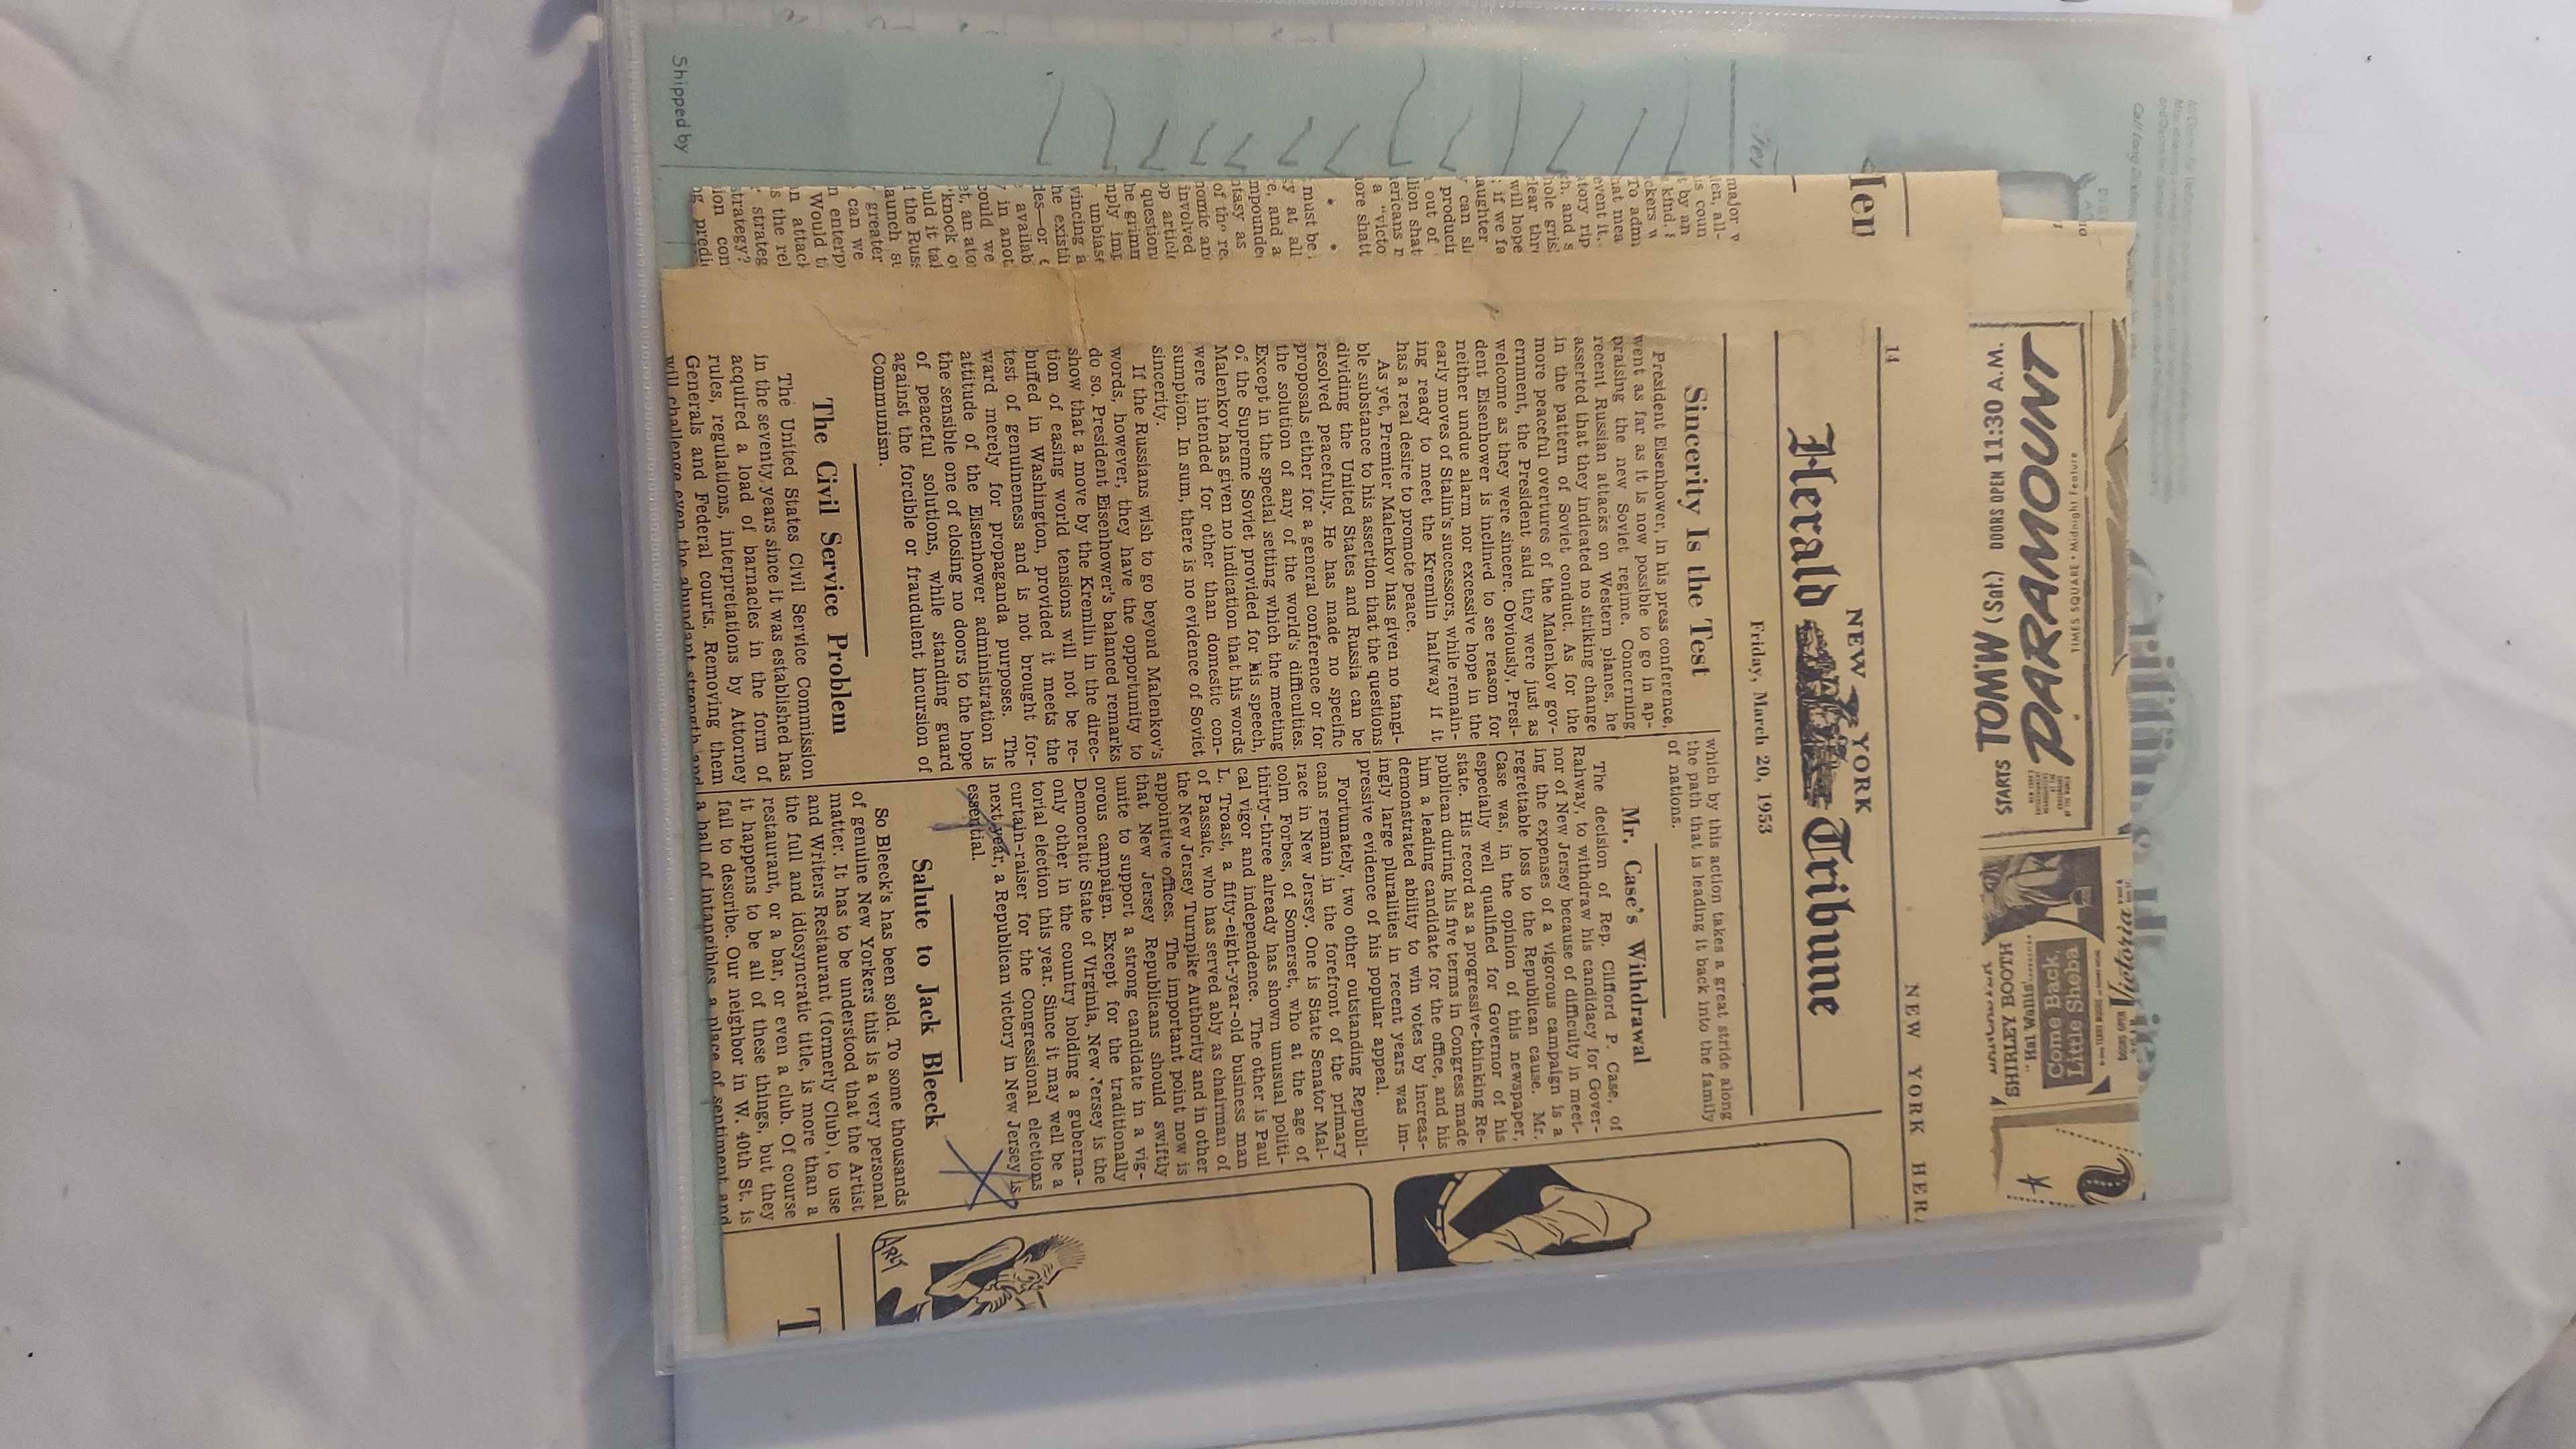 Shipped by
PARAMOUNT
TIMES SQUARE • Midnight Feature
STARTS TOM'W (Sat.) DOORS OPEN 11:30 A.M.
Victoria
Come Back,
Little Sheba
Hal Wallis'
SHIRLEY BOOTH
NEW YORK HER
14
NEW YORK
Herald Tribune
Friday, March 20, 1953
Sincerity Is the Test
President Eisenhower, in his press conference,
went as far as it is now possible to go in ap-
praising the new Soviet regime. Concerning
recent Russian attacks on Western planes, he
asserted that they indicated no striking change
in the pattern of Soviet conduct. As for the
more peaceful overtures of the Malenkov gov-
ernment, the President said they were just as
welcome as they were sincere. Obviously, Presi-
dent Eisenhower is inclined to see reason for
neither undue alarm nor excessive hope in the
early moves of Stalin's successors, while remain-
ing ready to meet the Kremlin halfway if it
has a real desire to promote peace.
As yet, Premier Malenkov has given no tangi-
ble substance to his assertion that the questions
dividing the United States and Russia can be
resolved peacefully. He has made no specific
proposals either for a general conference or for
the solution of any of the world's difficulties.
Except in the special setting which the meeting
of the Supreme Soviet provided for his speech,
Malenkov has given no indication that his words
were intended for other than domestic con-
sumption. In sum, there is no evidence of Soviet
sincerity.
If the Russians wish to go beyond Malenkov's
words, however, they have the opportunity to
do so. President Eisenhower's balanced remarks
show that a move by the Kremlin in the direc-
tion of easing world tensions will not be re-
buffed in Washington, provided it meets the
test of genuineness and is not brought for-
ward merely for propaganda purposes. The
attitude of the Eisenhower administration is
the sensible one of closing no doors to the hope
of peaceful solutions, while standing guard
against the forcible or fraudulent incursion of
Communism.
The Civil Service Problem
The United States Civil Service Commission
in the seventy years since it was established has
acquired a load of barnacles in the form of
rules, regulations, interpretations by Attorney
Generals and Federal courts. Removing them
will challenge even the abundant strength and
which by this action takes a great stride along
the path that is leading it back into the family
of nations.
Mr. Case's Withdrawal
The decision of Rep. Clifford P. Case, of
Rahway, to withdraw his candidacy for Gover-
nor of New Jersey because of difficulty in meet-
ing the expenses of a vigorous campaign is a
regrettable loss to the Republican cause. Mr.
Case was, in the opinion of this newspaper,
especially well qualified for Governor of his
state. His record as a progressive-thinking Re-
publican during his five terms in Congress made
him a leading candidate for the office, and his
demonstrated ability to win votes by increas-
ingly large pluralities in recent years was im-
pressive evidence of his popular appeal.
Fortunately, two other outstanding Republi-
cans remain in the forefront of the primary
race in New Jersey. One is State Senator Mal-
colm Forbes, of Somerset, who at the age of
thirty-three already has shown unusual politi-
cal vigor and independence. The other is Paul
L. Troast, a fifty-eight-year-old business man
of Passaic, who has served ably as chairman of
the New Jersey Turnpike Authority and in other
appointive offices. The important point now is
that New Jersey Republicans should swiftly
unite to support a strong candidate in a vig-
orous campaign. Except for the traditionally
Democratic State of Virginia, New Jersey is the
only other in the country holding a guberna-
torial election this year. Since it may well be a
curtain-raiser for the Congressional elections
next year, a Republican victory in New Jersey is
essential.
Salute to Jack Bleeck
So Bleeck's has been sold. To some thousands
of genuine New Yorkers this is a very personal
matter. It has to be understood that the Artist
and Writers Restaurant (formerly Club), to use
the full and idiosyncratic title, is more than a
restaurant, or a bar, or even a club. Of course
it happens to be all of these things, but they
fail to describe. Our neighbor in W. 40th St. is
a hall of intangibles, a place of sentiment and
T